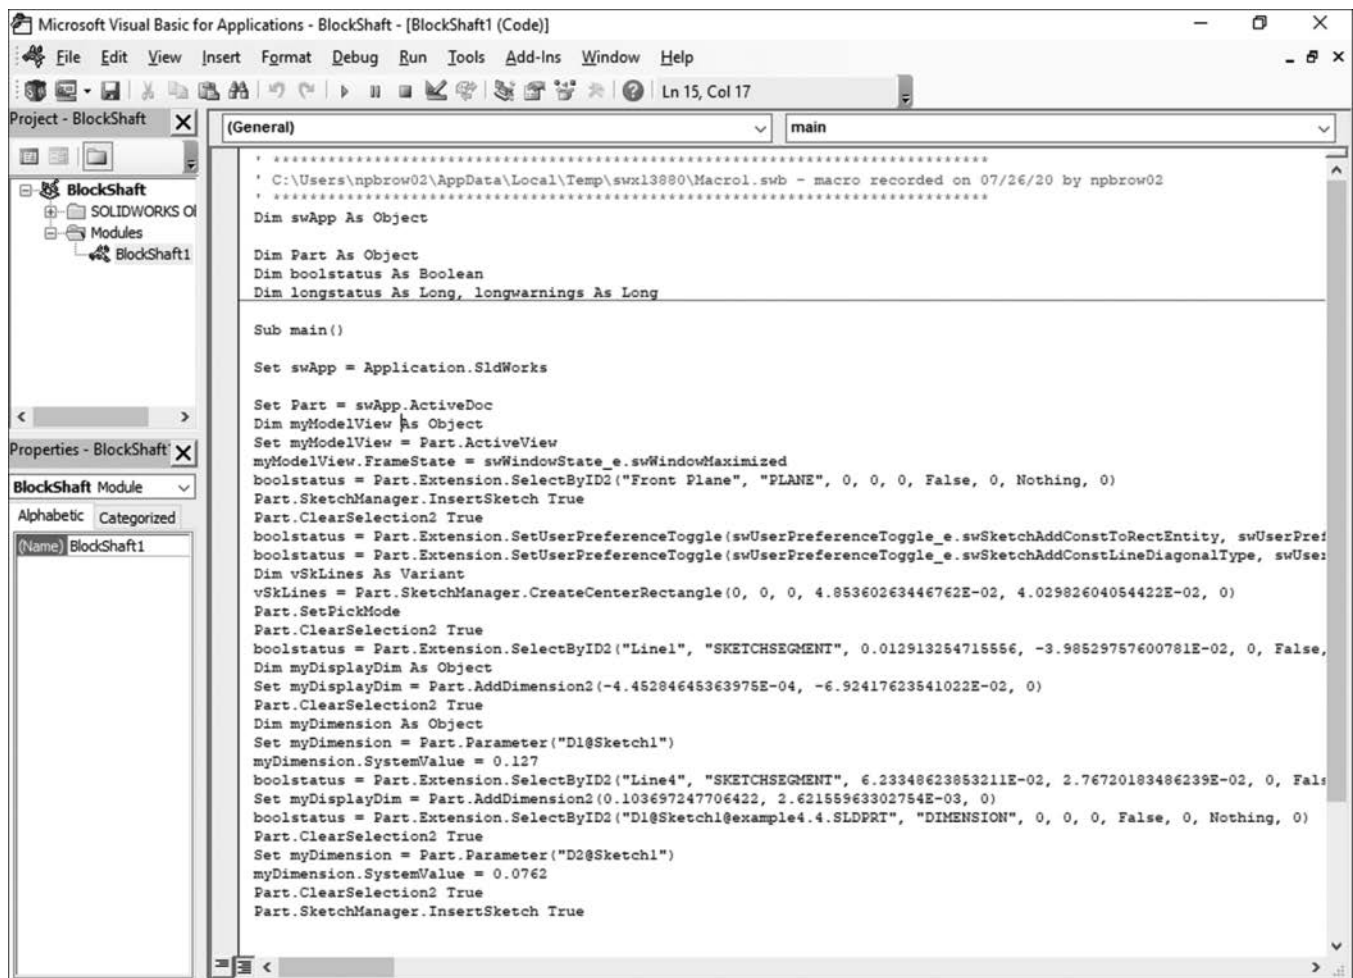 Microsoft Visual Basic for Applications - BlockShaft - [BlockShaft1 (Code)]
File Edit View Insert Format Debug Run Tools Add-Ins Window Help
Ln 15, Col 17
Project - BlockShaft
BlockShaft
SOLIDWORKS Ol
Modules
BlockShaft1
Properties - BlockShaft
BlockShaft Module
Alphabetic Categorized
(Name) BlockShaft1
(General) main
' ******************************************************************************
' C:\Users\npbrow02\AppData\Local\Temp\swx13880\Macro1.swb - macro recorded on 07/26/20 by npbrow02
' ******************************************************************************
Dim swApp As Object
Dim Part As Object
Dim boolstatus As Boolean
Dim longstatus As Long, longwarnings As Long
Sub main()
Set swApp = Application.SldWorks
Set Part = swApp.ActiveDoc
Dim myModelView As Object
Set myModelView = Part.ActiveView
myModelView.FrameState = swWindowState_e.swWindowMaximized
boolstatus = Part.Extension.SelectByID2("Front Plane", "PLANE", 0, 0, 0, False, 0, Nothing, 0)
Part.SketchManager.InsertSketch True
Part.ClearSelection2 True
boolstatus = Part.Extension.SetUserPreferenceToggle(swUserPreferenceToggle_e.swSketchAddConstToRectEntity, swUserPref
boolstatus = Part.Extension.SetUserPreferenceToggle(swUserPreferenceToggle_e.swSketchAddConstLineDiagonalType, swUser
Dim vSkLines As Variant
vSkLines = Part.SketchManager.CreateCenterRectangle(0, 0, 0, 4.85360263446762E-02, 4.02982604054422E-02, 0)
Part.SetPickMode
Part.ClearSelection2 True
boolstatus = Part.Extension.SelectByID2("Line1", "SKETCHSEGMENT", 0.012913254715556, -3.98529757600781E-02, 0, False,
Dim myDisplayDim As Object
Set myDisplayDim = Part.AddDimension2(-4.45284645363975E-04, -6.92417623541022E-02, 0)
Part.ClearSelection2 True
Dim myDimension As Object
Set myDimension = Part.Parameter("D1@Sketch1")
myDimension.SystemValue = 0.127
boolstatus = Part.Extension.SelectByID2("Line4", "SKETCHSEGMENT", 6.23348623853211E-02, 2.76720183486239E-02, 0, Fals
Set myDisplayDim = Part.AddDimension2(0.103697247706422, 2.62155963302754E-03, 0)
boolstatus = Part.Extension.SelectByID2("D1@Sketch1@example4.4.SLDPRT", "DIMENSION", 0, 0, 0, False, 0, Nothing, 0)
Part.ClearSelection2 True
Set myDimension = Part.Parameter("D2@Sketch1")
myDimension.SystemValue = 0.0762
Part.ClearSelection2 True
Part.SketchManager.InsertSketch True